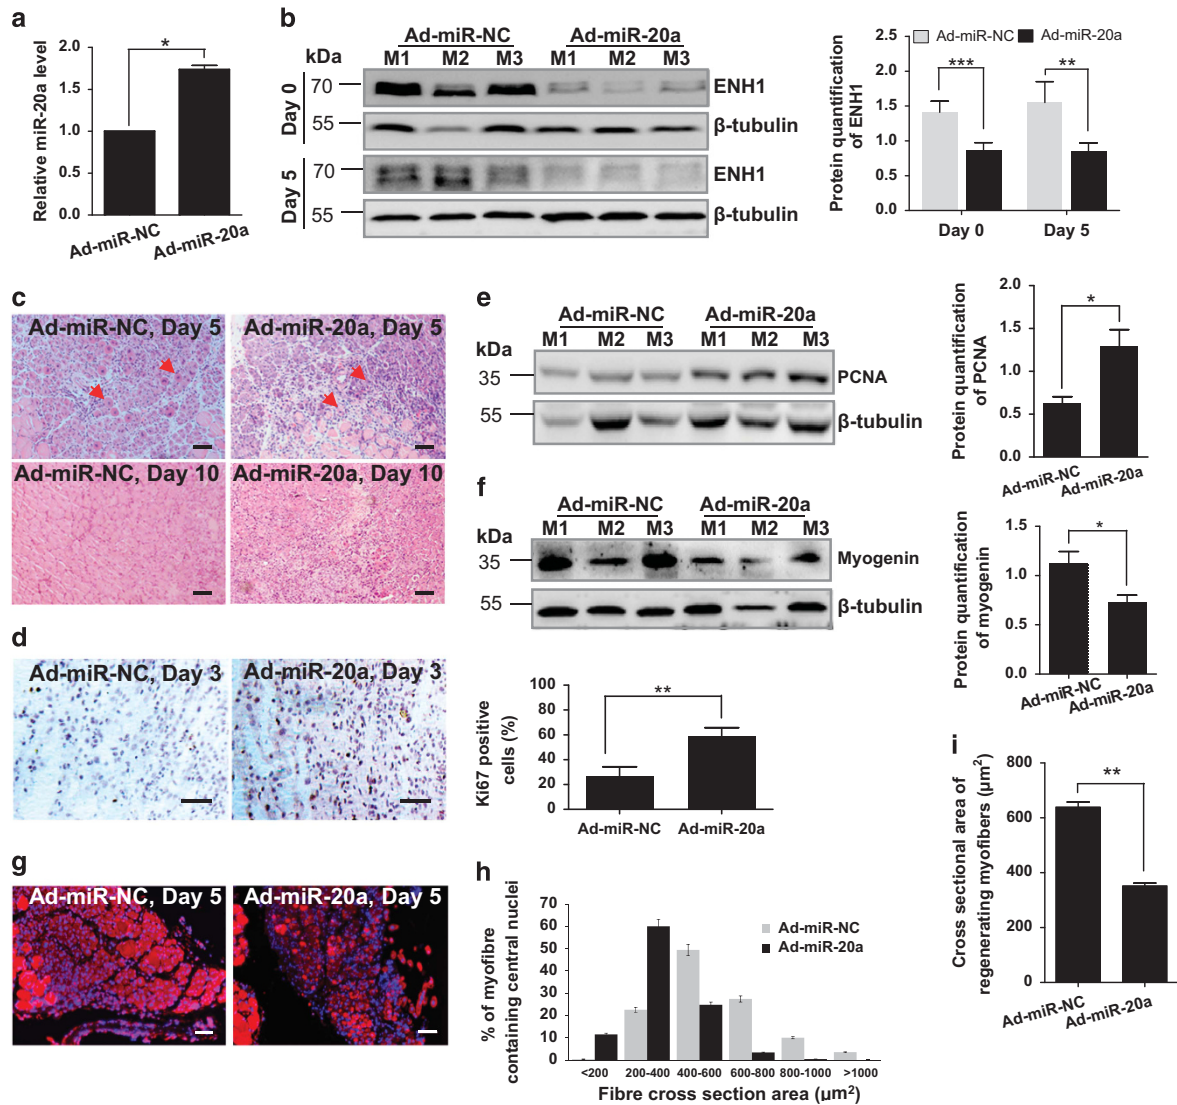 a
Relative miR-20a level
2.0
1.5
1.0
0.5
0.0
*
Ad-miR-NC
Ad-miR-20a
b
kDa
Ad-miR-NC
Ad-miR-20a
M1 M2 M3 M1 M2 M3
Day 0
70
ENH1
55
β-tubulin
Day 5
70
ENH1
55
β-tubulin
Ad-miR-NC
Ad-miR-20a
Protein quantification
of ENH1
2.5
2.0
1.5
1.0
0.5
0.0
***
**
Day 0
Day 5
c
Ad-miR-NC, Day 5
Ad-miR-20a, Day 5
Ad-miR-NC, Day 10
Ad-miR-20a, Day 10
d
Ad-miR-NC, Day 3
Ad-miR-20a, Day 3
Ki67 positive
cells (%)
100
80
60
40
20
0
**
Ad-miR-NC
Ad-miR-20a
e
Ad-miR-NC
Ad-miR-20a
kDa
M1 M2 M3 M1 M2 M3
35
PCNA
55
β-tubulin
Protein quantification
of PCNA
2.0
1.5
1.0
0.5
0.0
*
Ad-miR-NC
Ad-miR-20a
f
Ad-miR-NC
Ad-miR-20a
kDa
M1 M2 M3 M1 M2 M3
35
Myogenin
55
β-tubulin
Protein quantification
of myogenin
1.5
1.0
0.5
0.0
*
Ad-miR-NC
Ad-miR-20a
g
Ad-miR-NC, Day 5
Ad-miR-20a, Day 5
h
% of myofibre
containing central nuclei
70
60
50
40
30
20
10
0
Ad-miR-NC
Ad-miR-20a
<200 200-400 400-600 600-800 800-1000 >1000
Fibre cross section area (µm²)
i
Cross sectional area of
regenerating myofibers (µm²)
800
600
400
200
0
**
Ad-miR-NC
Ad-miR-20a